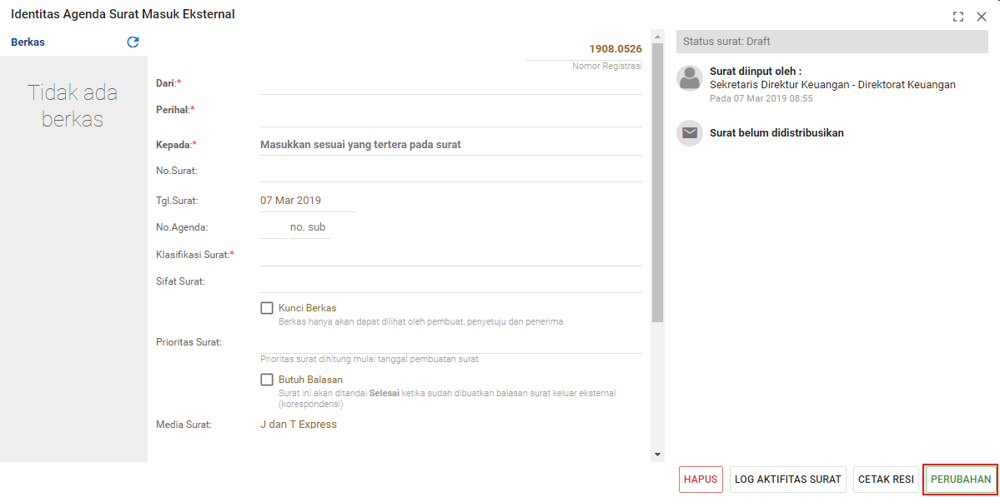 Identitas Agenda Surat Masuk Eksternal
Berkas
Tidak ada
berkas
1908.0526
Nomor Registrasi
Dari:*
Perihal:*
Kepada:* Masukkan sesuai yang tertera pada surat
No.Surat:
Tgl.Surat: 07 Mar 2019
No.Agenda: no. sub
Klasifikasi Surat:*
Sifat Surat:
Kunci Berkas
Berkas hanya akan dapat dilihat oleh pembuat, penyetuju dan penerima
Prioritas Surat:
Prioritas surat dihitung mulai tanggal pembuatan surat
Butuh Balasan
Surat ini akan ditandai Selesai ketika sudah dibuatkan balasan surat keluar eksternal
(korespondensi)
Media Surat: J dan T Express
Status surat: Draft
Surat diinput oleh :
Sekretaris Direktur Keuangan - Direktorat Keuangan
Pada 07 Mar 2019 08:55
Surat belum didistribusikan
HAPUS LOG AKTIFITAS SURAT CETAK RESI PERUBAHAN